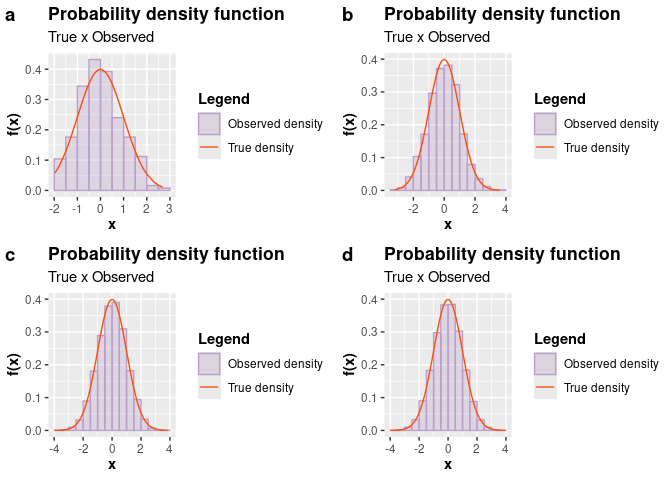 a
Probability density function
True x Observed
f(x)
0.4
0.3
0.2
0.1
0.0
-2 -1 0 1 2 3
x
Legend
Observed density
True density
b
Probability density function
True x Observed
f(x)
0.4
0.3
0.2
0.1
0.0
-2 0 2 4
x
Legend
Observed density
True density
c
Probability density function
True x Observed
f(x)
0.4
0.3
0.2
0.1
0.0
-4 -2 0 2 4
x
Legend
Observed density
True density
d
Probability density function
True x Observed
f(x)
0.4
0.3
0.2
0.1
0.0
-4 -2 0 2 4
x
Legend
Observed density
True density